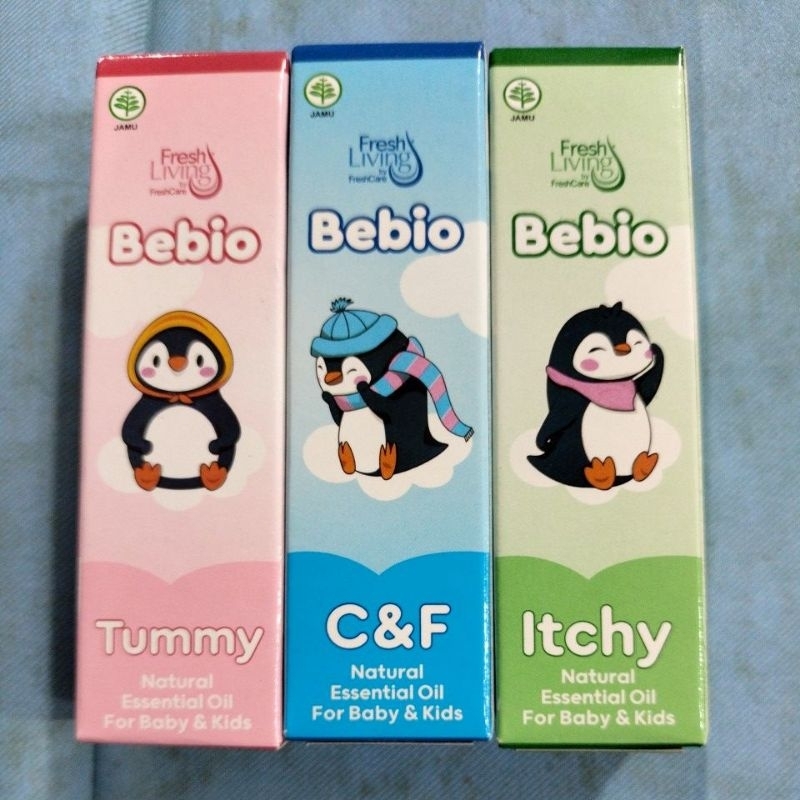 JAMU
Fresh
Living
by
FreshCare
Bebio
Tummy
Natural
Essential Oil
For Baby & Kids
JAMU
Fresh
Living
by
FreshCare
Bebio
C&F
Natural
Essential Oil
For Baby & Kids
JAMU
Fresh
Living
by
FreshCare
Bebio
Itchy
Natural
Essential Oil
For Baby & Kids